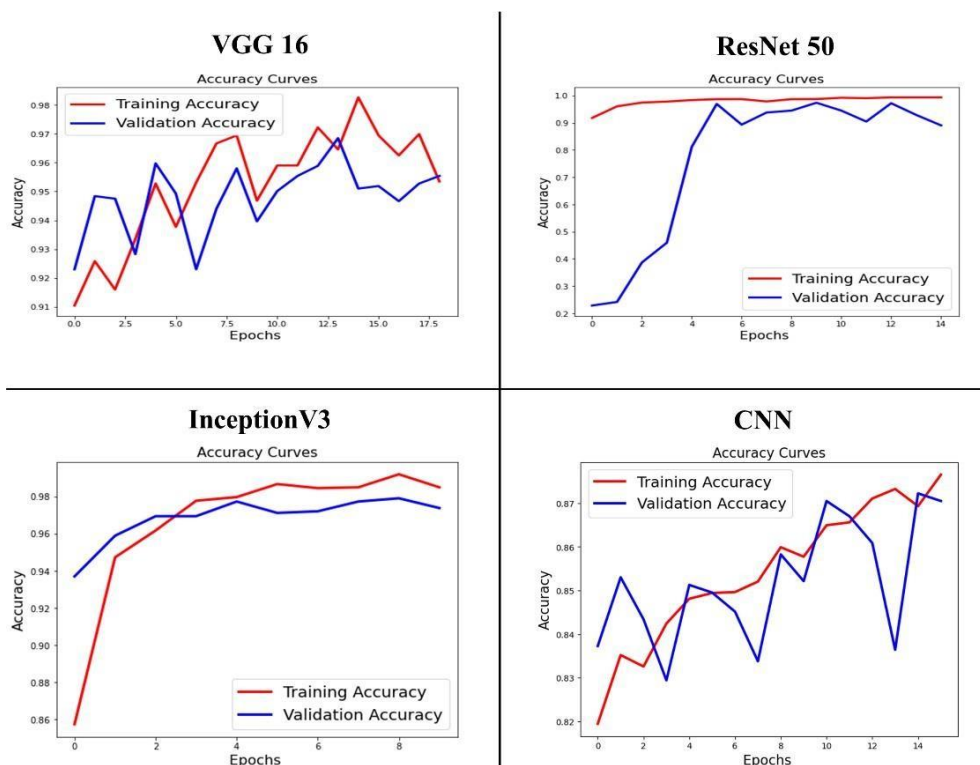 VGG 16
Accuracy Curves
Training Accuracy
Validation Accuracy
Accuracy
0.98
0.97
0.96
0.95
0.94
0.93
0.92
0.91
0.0 2.5 5.0 7.5 10.0 12.5 15.0 17.5
Epochs
ResNet 50
Accuracy Curves
Accuracy
1.0
0.9
0.8
0.7
0.6
0.5
0.4
0.3
0.2
Training Accuracy
Validation Accuracy
0 2 4 6 8 10 12 14
Epochs
InceptionV3
Accuracy Curves
Accuracy
0.98
0.96
0.94
0.92
0.90
0.88
0.86
Training Accuracy
Validation Accuracy
0 2 4 6 8
Epochs
CNN
Accuracy Curves
Training Accuracy
Validation Accuracy
Accuracy
0.87
0.86
0.85
0.84
0.83
0.82
0 2 4 6 8 10 12 14
Epochs